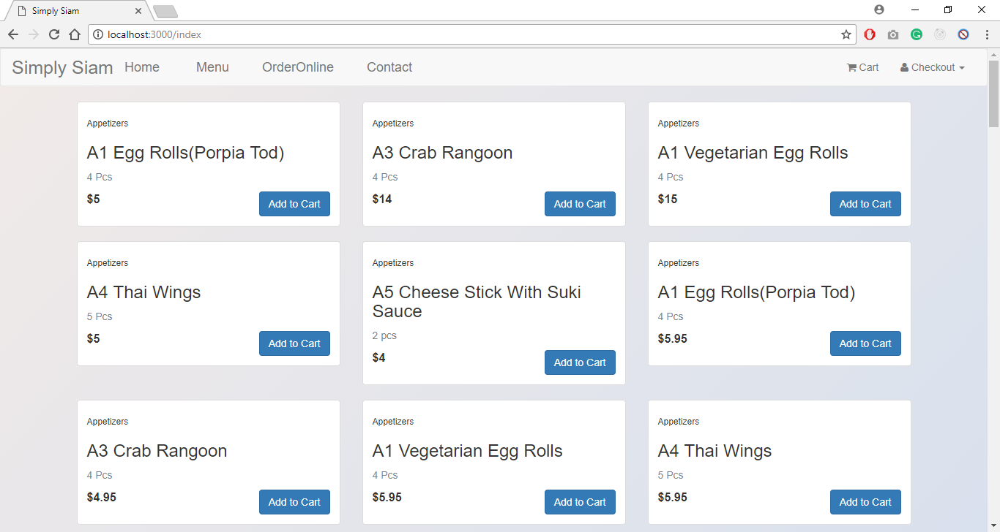 Simply Siam
localhost:3000/index
Simply Siam Home Menu OrderOnline Contact Cart Checkout
Appetizers
A1 Egg Rolls(Porpia Tod)
4 Pcs
$5
Add to Cart
Appetizers
A3 Crab Rangoon
4 Pcs
$14
Add to Cart
Appetizers
A1 Vegetarian Egg Rolls
4 Pcs
$15
Add to Cart
Appetizers
A4 Thai Wings
5 Pcs
$5
Add to Cart
Appetizers
A5 Cheese Stick With Suki
Sauce
2 pcs
$4
Add to Cart
Appetizers
A1 Egg Rolls(Porpia Tod)
4 Pcs
$5.95
Add to Cart
Appetizers
A3 Crab Rangoon
4 Pcs
$4.95
Add to Cart
Appetizers
A1 Vegetarian Egg Rolls
4 Pcs
$5.95
Add to Cart
Appetizers
A4 Thai Wings
5 Pcs
$5.95
Add to Cart